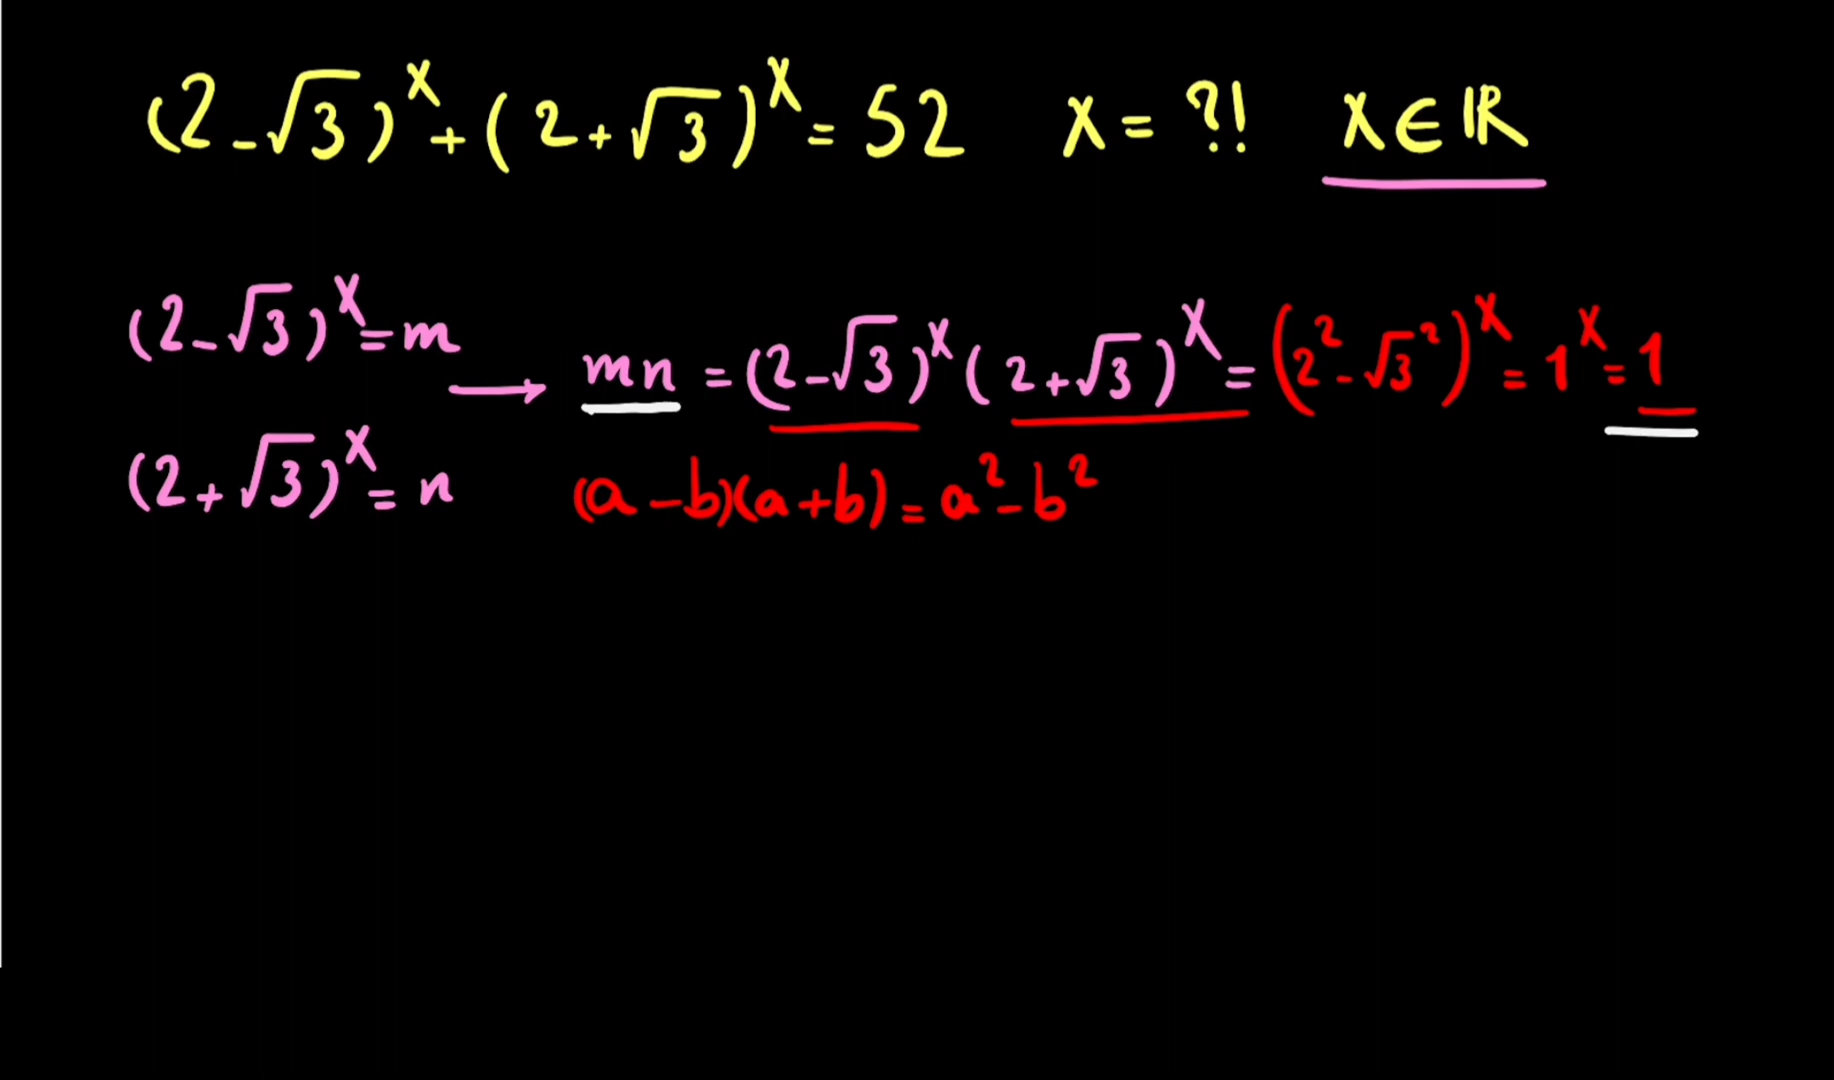 (2-√3)^x+(2+√3)^x=52 x=?! x∈ℝ
(2-√3)^x=m
→ mn=(2-√3)^x(2+√3)^x=(2²-√3²)^x=1^x=1
(2+√3)^x=n
(a-b)(a+b)=a²-b²